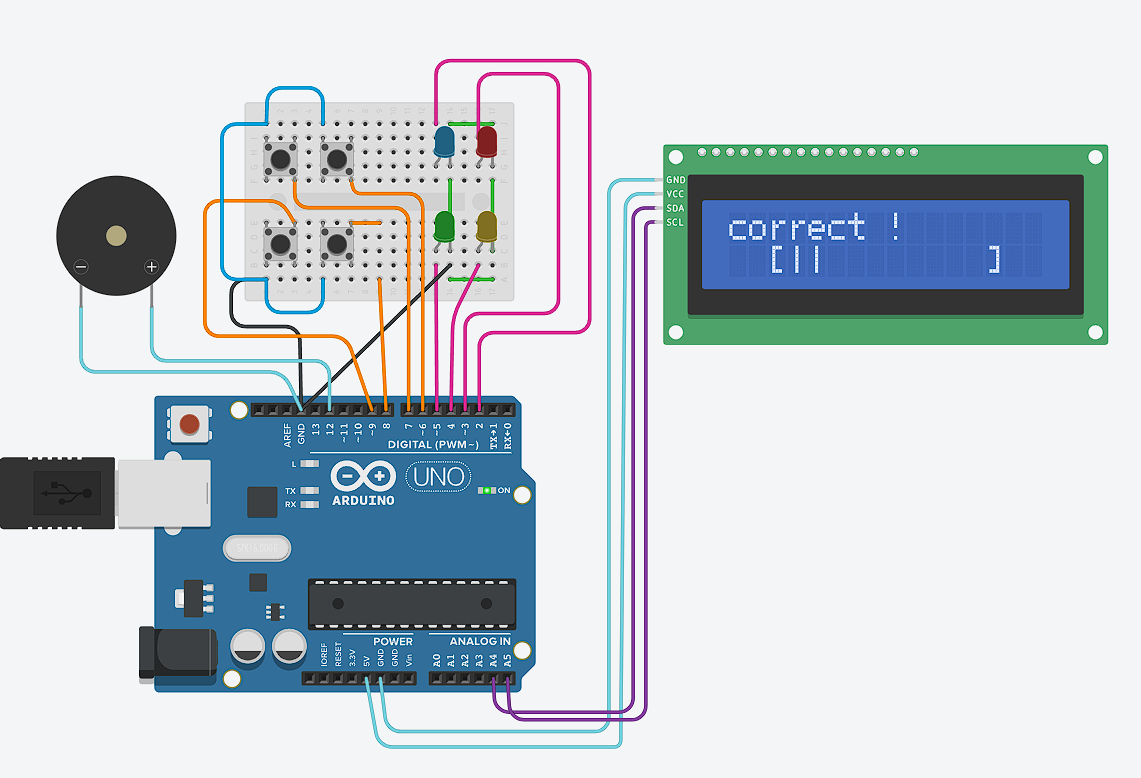 GND
VCC
SDA
SCL
correct !
[|| ]
AREF
GND
13
12
~11
~10
~9
8
7
~6
~5
4
~3
2
TX→1
RX←0
DIGITAL (PWM~)
L
TX
RX
ARDUINO
UNO
ON
POWER
ANALOG IN
IOREF
RESET
3.3V
5V
GND
GND
Vin
A0
A1
A2
A3
A4
A5